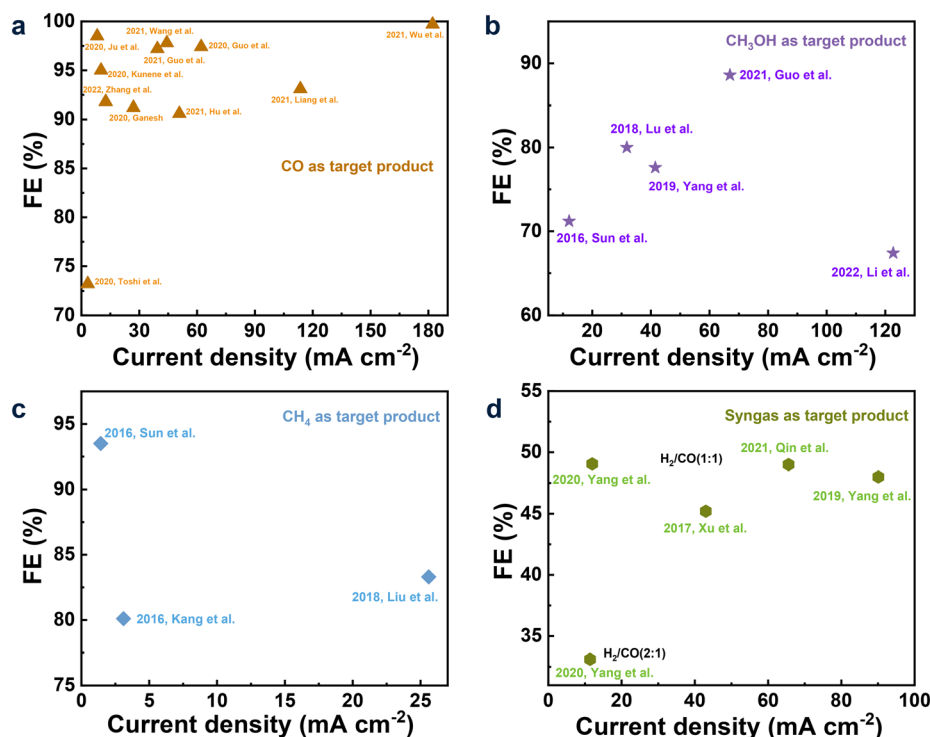 a
100
95
90
85
80
75
70
FE (%)
0
30
60
90
120
150
180
Current density (mA cm⁻²)
CO as target product
2021, Wang et al.
2020, Ju et al.
2020, Guo et al.
2021, Guo et al.
2021, Wu et al.
2020, Kunene et al.
2022, Zhang et al.
2020, Ganesh
2021, Hu et al.
2021, Liang et al.
2020, Toshi et al.
b
90
80
70
60
FE (%)
20
40
60
80
100
120
Current density (mA cm⁻²)
CH₃OH as target product
2021, Guo et al.
2018, Lu et al.
2019, Yang et al.
2016, Sun et al.
2022, Li et al.
c
95
90
85
80
75
FE (%)
0
5
10
15
20
25
Current density (mA cm⁻²)
CH₄ as target product
2016, Sun et al.
2018, Liu et al.
2016, Kang et al.
d
55
50
45
40
35
FE (%)
0
20
40
60
80
100
Current density (mA cm⁻²)
Syngas as target product
2021, Qin et al.
H₂/CO(1:1)
2020, Yang et al.
2019, Yang et al.
2017, Xu et al.
H₂/CO(2:1)
2020, Yang et al.